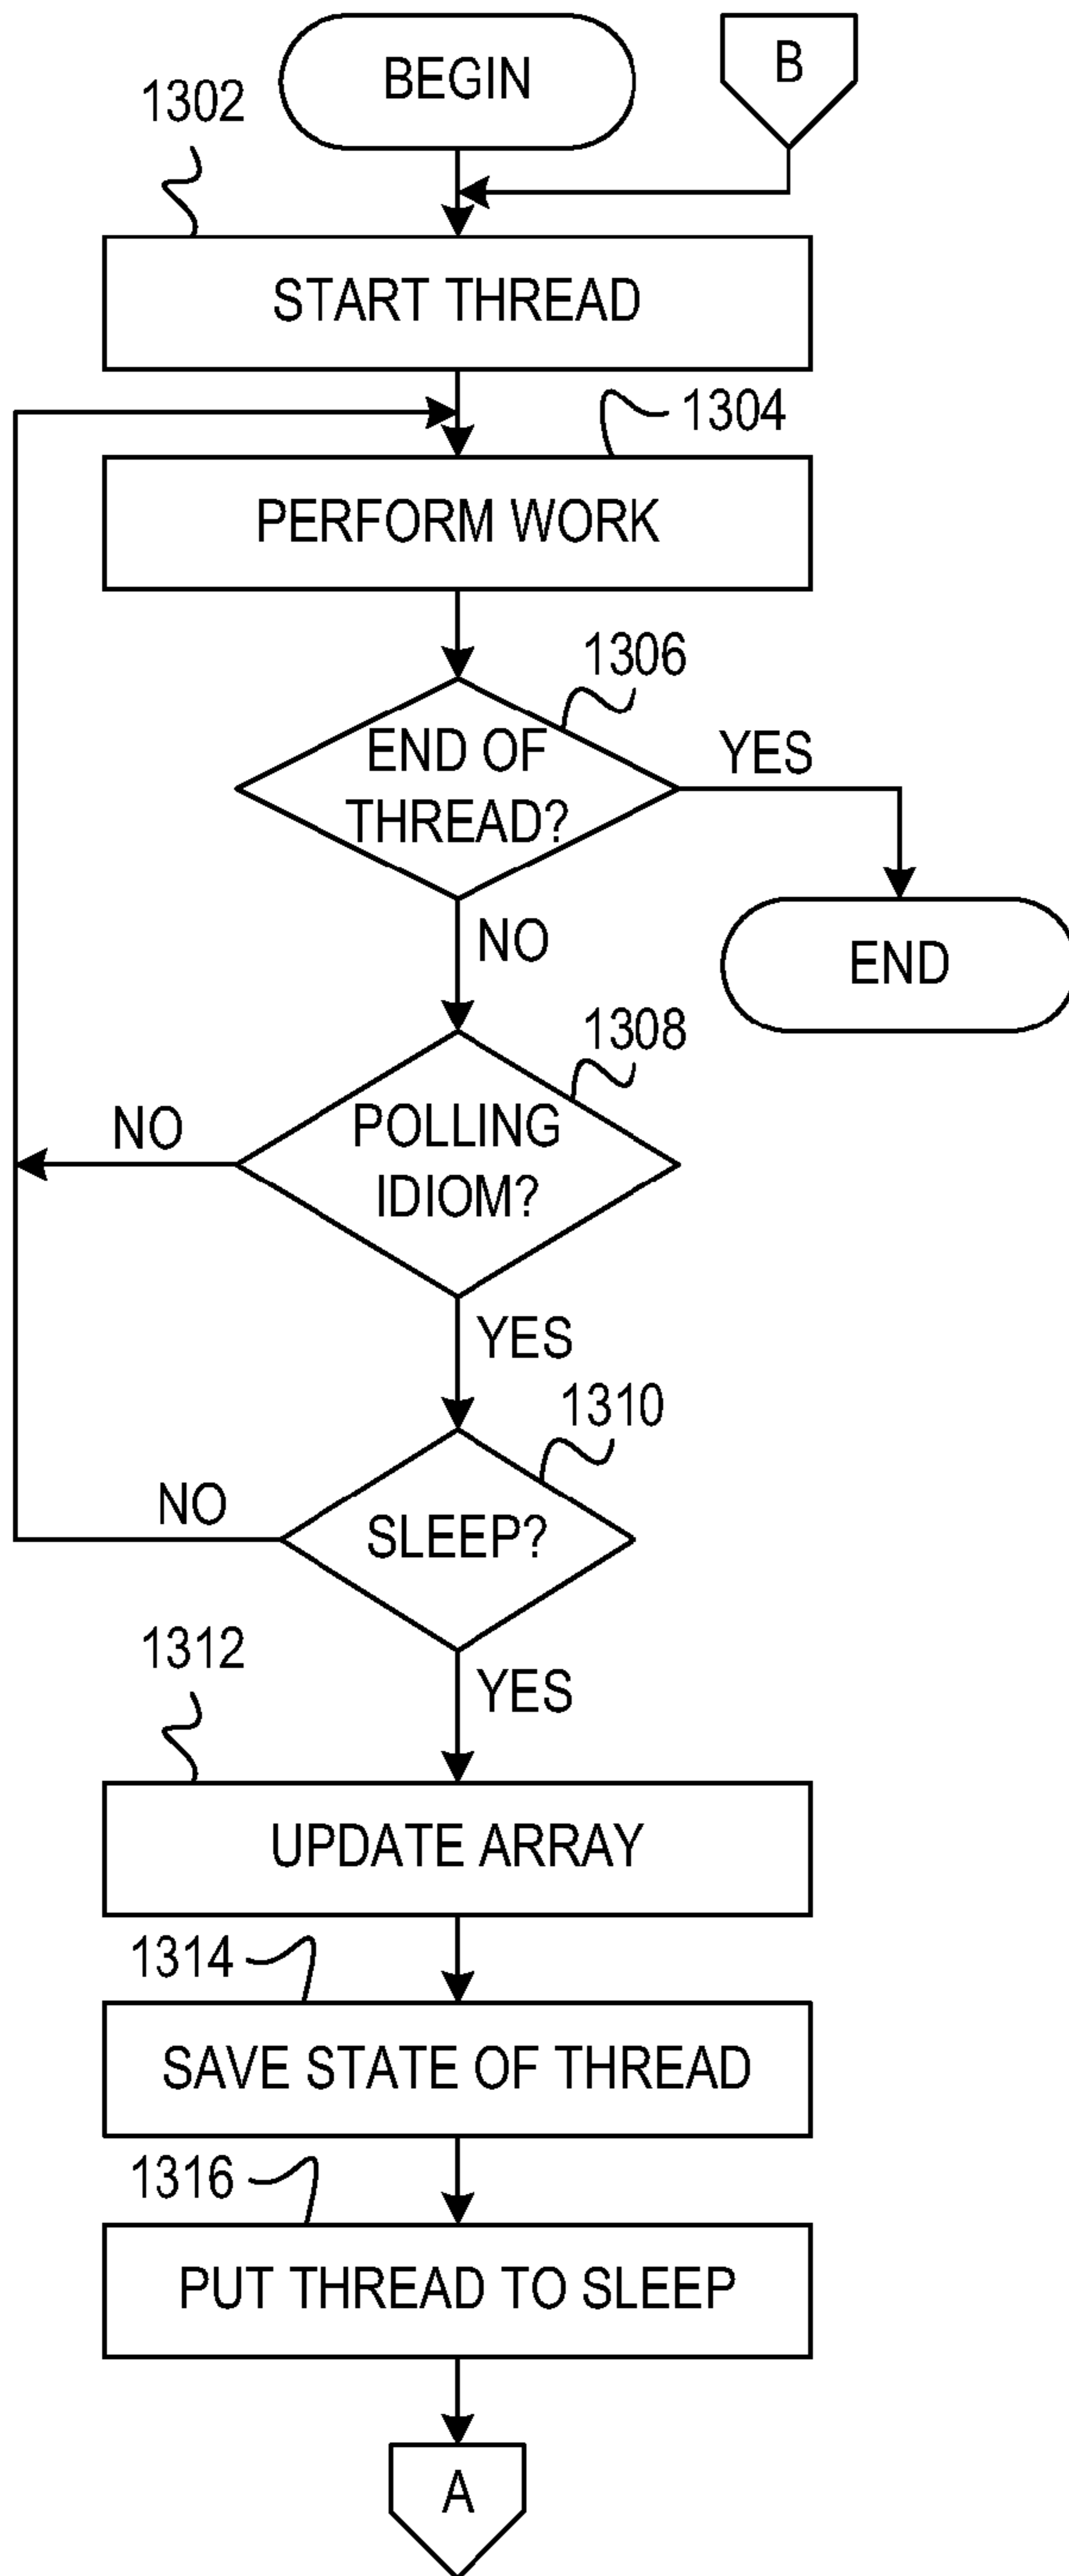 BEGIN
B
1302
START THREAD
1304
PERFORM WORK
1306
END OF
THREAD?
YES
NO
END
1308
POLLING
IDIOM?
NO
YES
1310
SLEEP?
NO
YES
1312
UPDATE ARRAY
1314
SAVE STATE OF THREAD
1316
PUT THREAD TO SLEEP
A